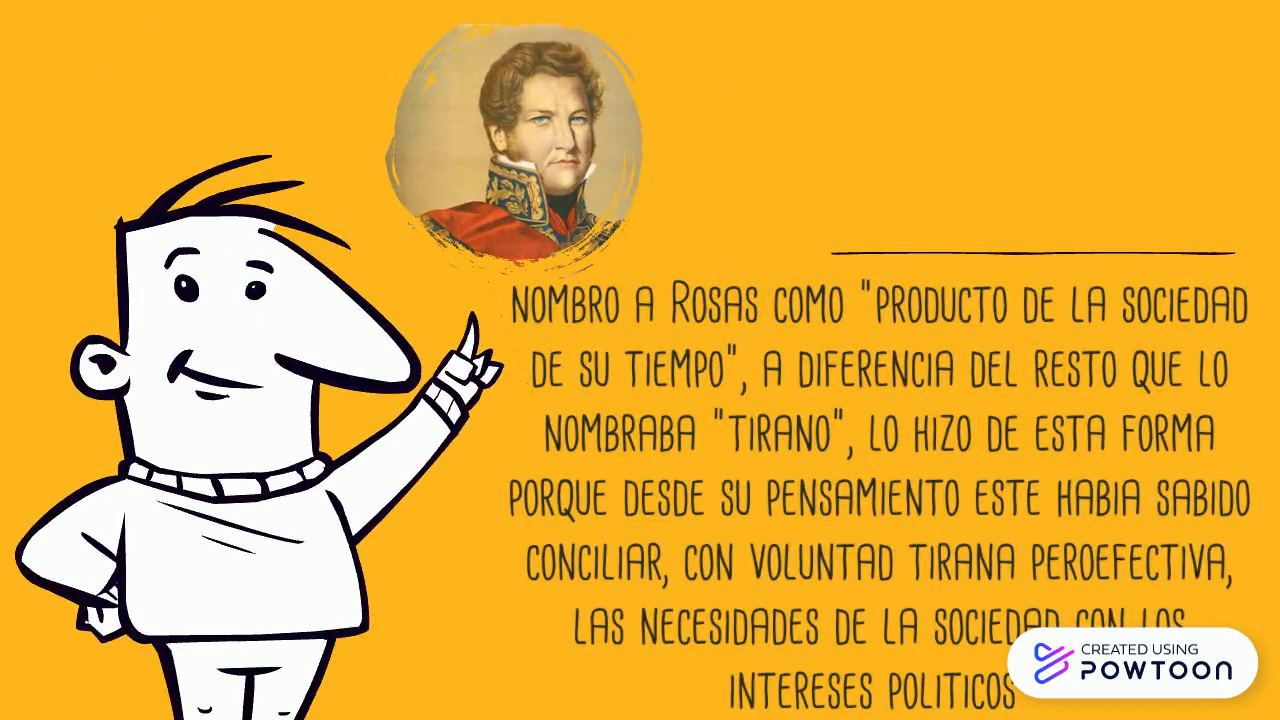 NOMBRO A ROSAS COMO "PRODUCTO DE LA SOCIEDAD
DE SU TIEMPO", A DIFERENCIA DEL RESTO QUE LO
NOMBRABA "TIRANO", LO HIZO DE ESTA FORMA
PORQUE DESDE SU PENSAMIENTO ESTE HABIA SABIDO
CONCILIAR, CON VOLUNTAD TIRANA PEROEFECTIVA,
LAS NECESIDADES DE LA SOCIEDAD CON LOS
INTERESES POLITICOS
CREATED USING
POWTOON